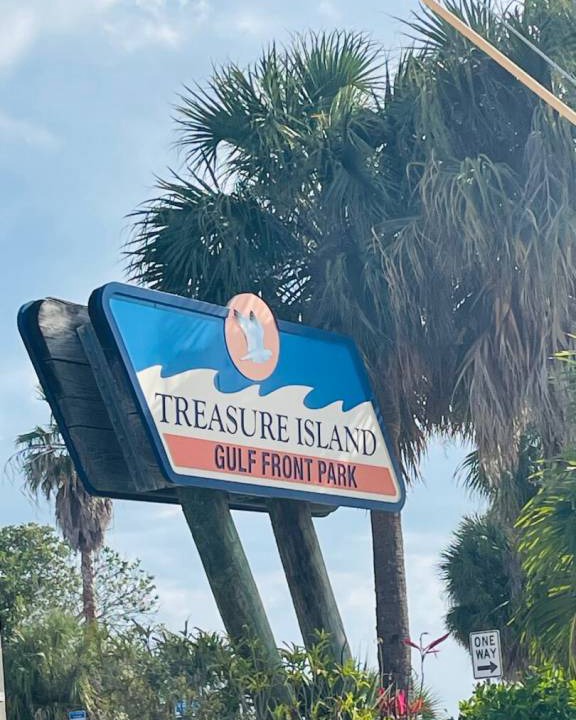 TREASURE ISLAND
GULF FRONT PARK
ONE
WAY